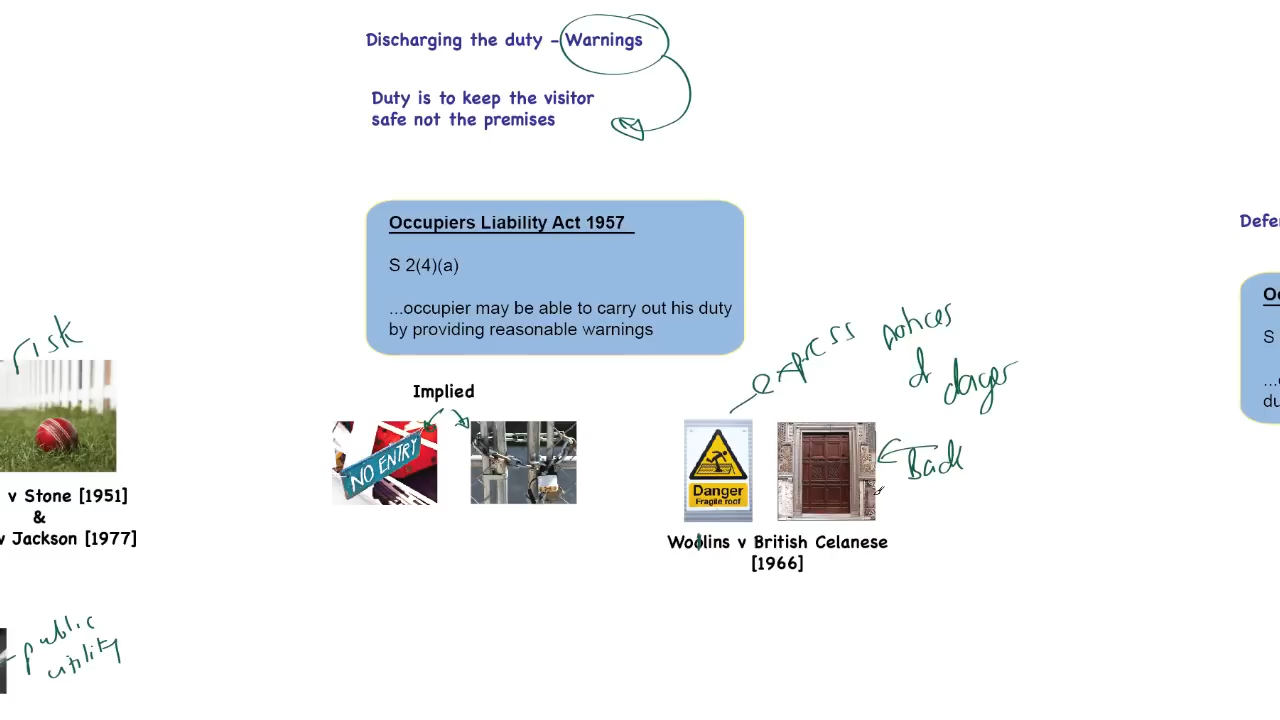 Discharging the duty - Warnings
Duty is to keep the visitor
safe not the premises
Occupiers Liability Act 1957
S 2(4)(a)
...occupier may be able to carry out his duty
by providing reasonable warnings
risk
v Stone [1951]
&
v Jackson [1977]
public
utility
Implied
NO ENTRY
express notices
danger
Danger
Fragile roof
Back
Woolins v British Celanese
[1966]
Defe
Oc
S
...o
du